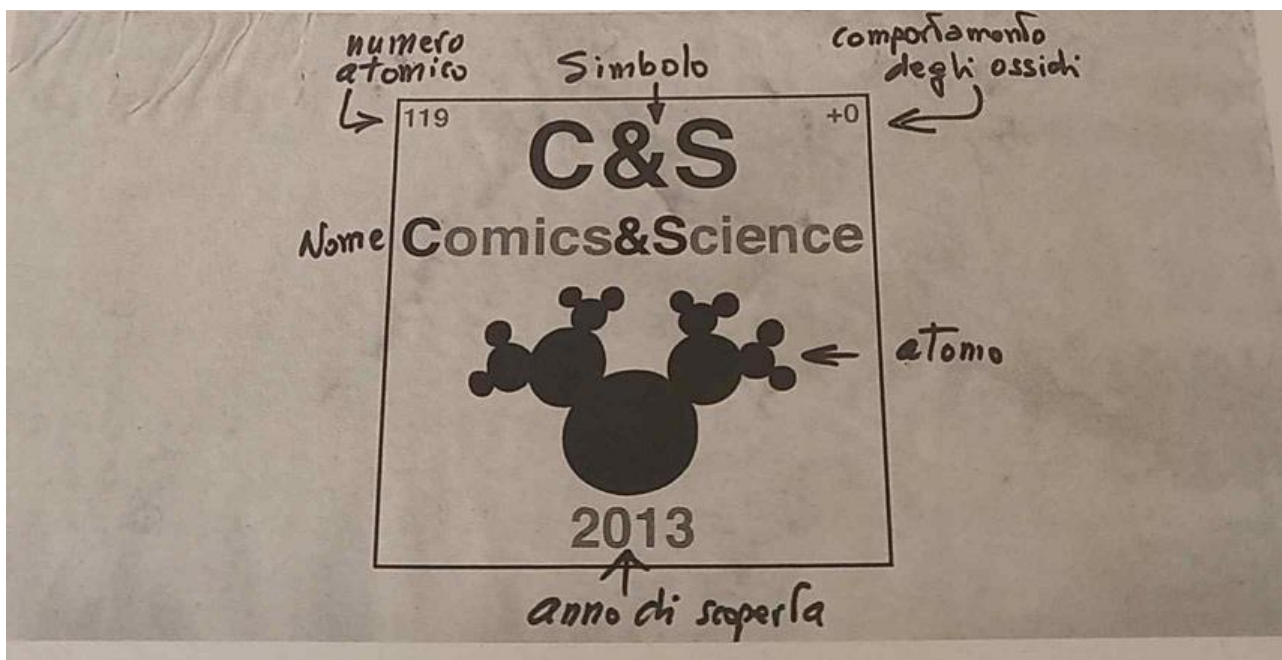 numero
atomico
Simbolo
comportamento
degli ossidi
119
+0
C&S
Nome
Comics&Science
atomo
2013
anno di scoperta